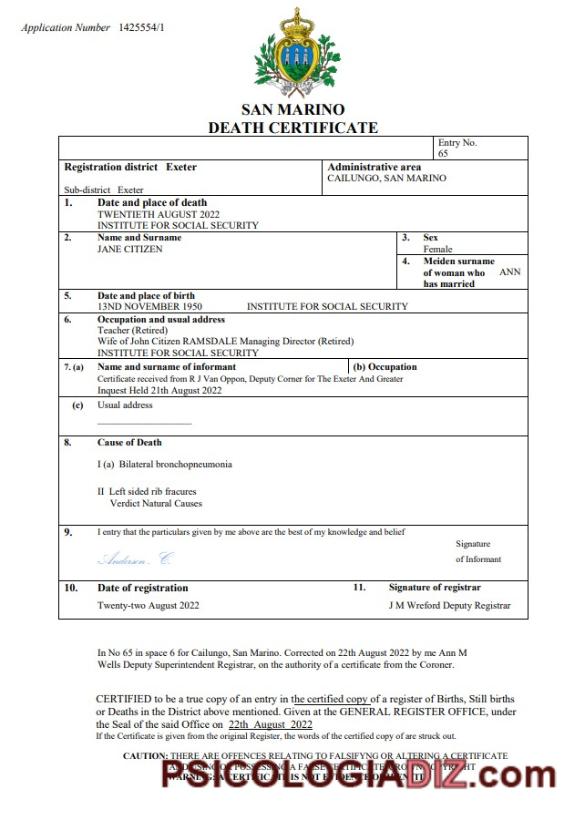 Application Number 1425554/1
SAN MARINO
DEATH CERTIFICATE
Entry No.
65
Registration district Exeter
Sub-district Exeter
Administrative area
CAILUNGO, SAN MARINO
1. Date and place of death
TWENTIETH AUGUST 2022
INSTITUTE FOR SOCIAL SECURITY
2. Name and Surname
JANE CITIZEN
3. Sex
Female
4. Meiden surname
of woman who ANN
has married
5. Date and place of birth
13ND NOVEMBER 1950 INSTITUTE FOR SOCIAL SECURITY
6. Occupation and usual address
Teacher (Retired)
Wife of John Citizen RAMSDALE Managing Director (Retired)
INSTITUTE FOR SOCIAL SECURITY
7. (a) Name and surname of informant (b) Occupation
Certificate received from R J Van Oppon, Deputy Corner for The Exeter And Greater
Inquest Held 21th August 2022
(c) Usual address
8. Cause of Death
I (a) Bilateral bronchopneumonia
II Left sided rib fracures
Verdict Natural Causes
9. I entry that the particulars given by me above are the best of my knowledge and belief
Anderson. C.
Signature
of Informant
10. Date of registration
Twenty-two August 2022
11. Signature of registrar
J M Wreford Deputy Registrar
In No 65 in space 6 for Cailungo, San Marino. Corrected on 22th August 2022 by me Ann M
Wells Deputy Superintendent Registrar, on the authority of a certificate from the Coroner.
CERTIFIED to be a true copy of an entry in the certified copy of a register of Births, Still births
or Deaths in the District above mentioned. Given at the GENERAL REGISTER OFFICE, under
the Seal of the said Office on 22th August 2022
If the Certificate is given from the original Register, the words of the certified copy of are struck out.
CAUTION: THERE ARE OFFENCES RELATING TO FALSIFYNG OR ALTERING A CERTIFICATE
AND USING OR POSSESSING A FALSE CERTIFICATE CROWN COPYRIGHT
WARNING: A CERTIFICATE IS NOT EVIDENCE OF IDENTITY
PSICOLOGIADIZ.com